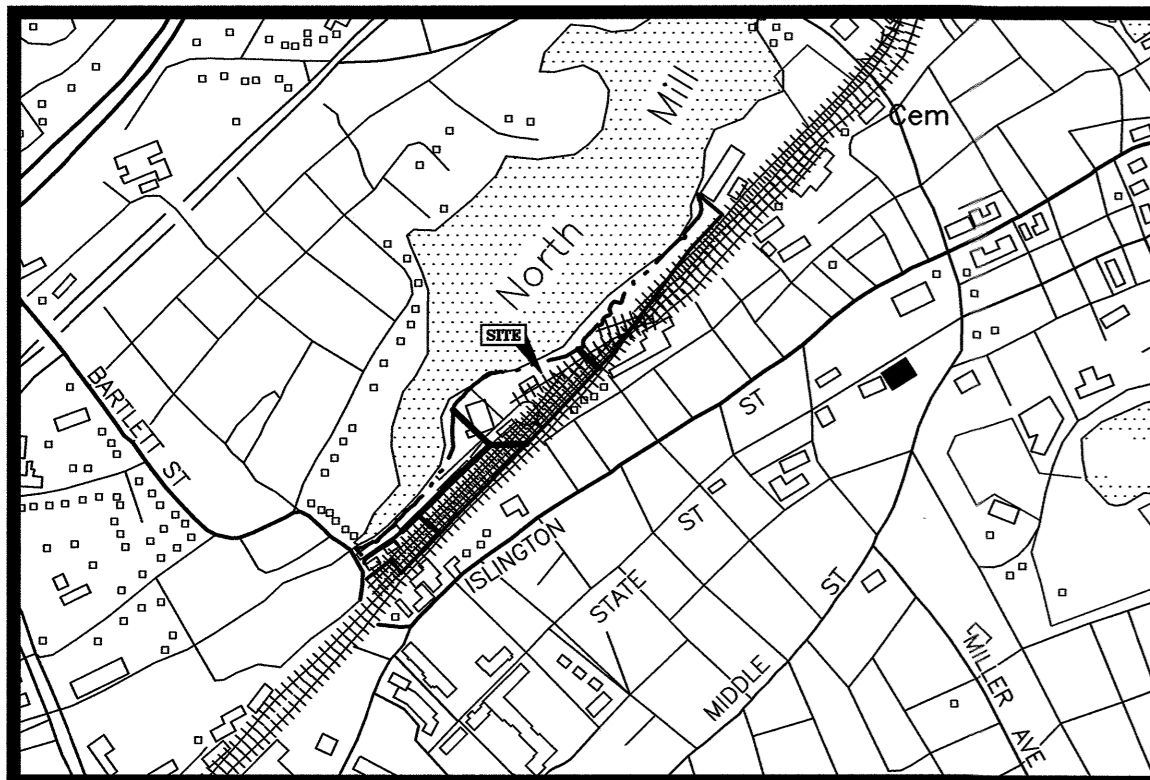 Mill
Cem
North
SITE
BARTLETT ST
ISLINGTON ST
STATE ST
MIDDLE ST
MILLER AVE